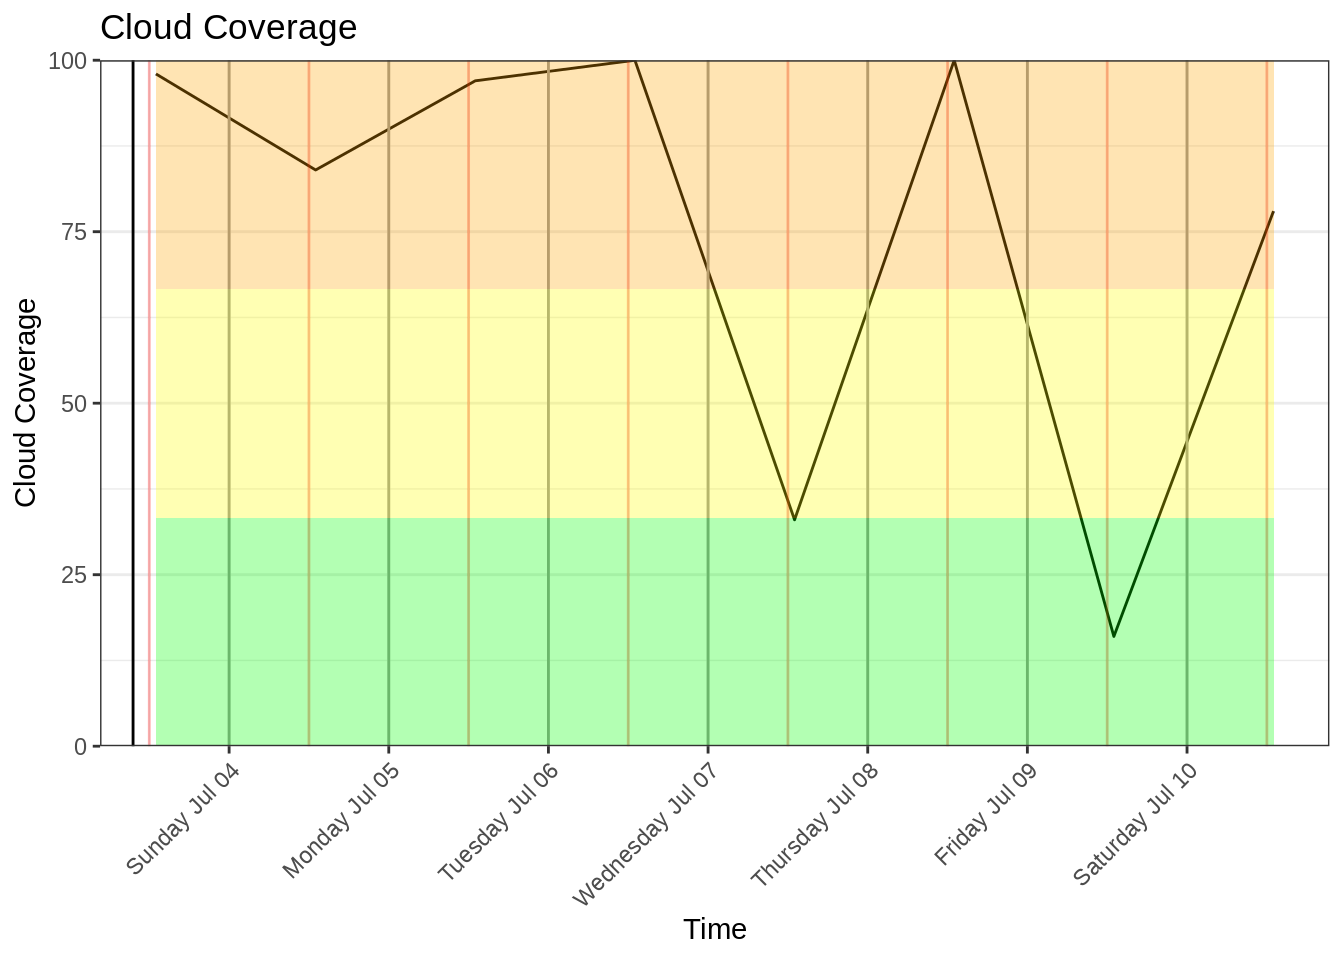 Cloud Coverage
100
75
50
25
0
Cloud Coverage
Sunday Jul 04
Monday Jul 05
Tuesday Jul 06
Wednesday Jul 07
Thursday Jul 08
Friday Jul 09
Saturday Jul 10
Time